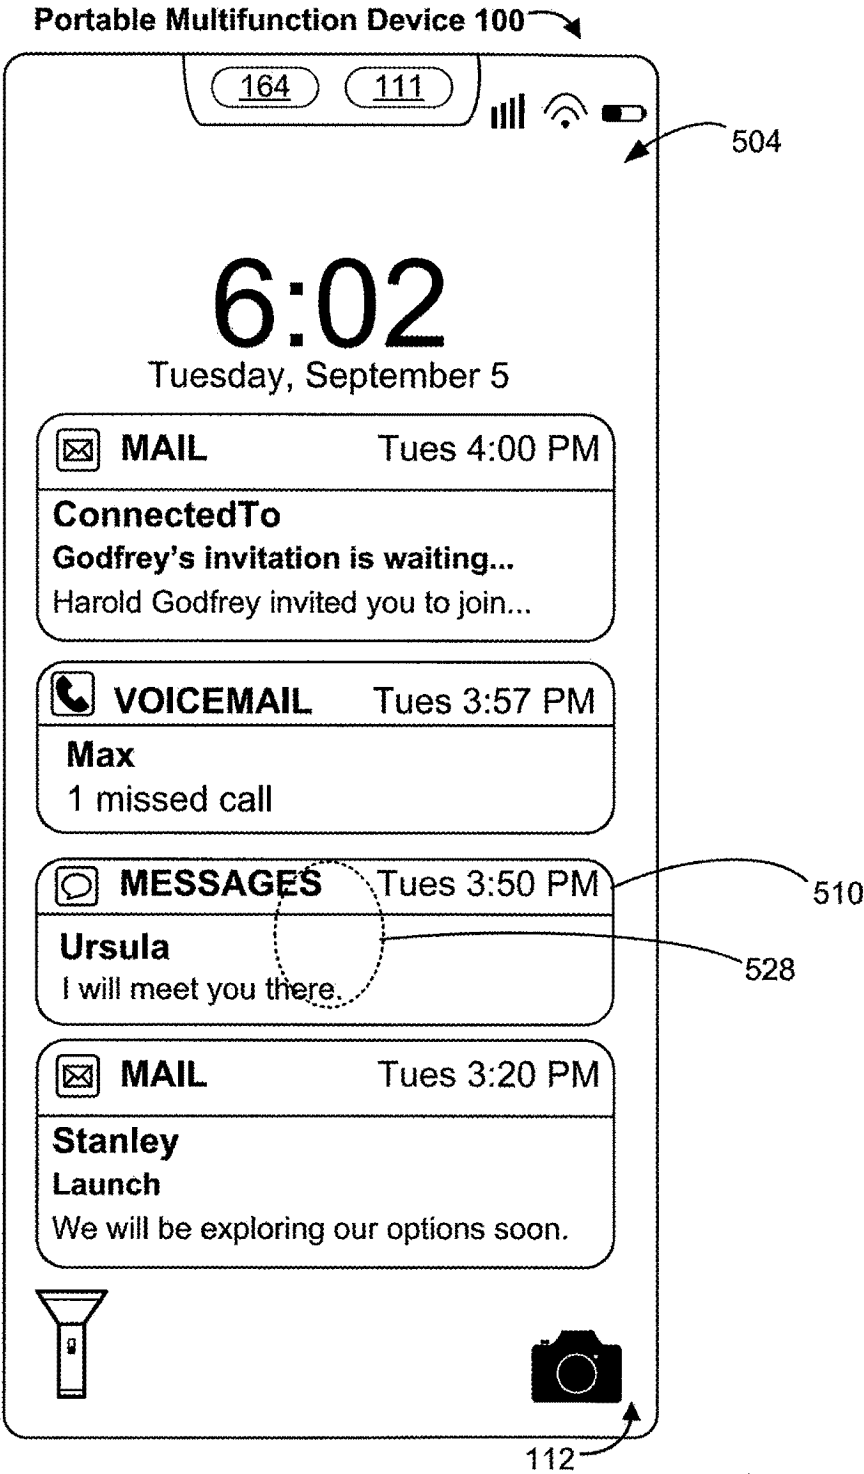 Portable Multifunction Device 100
164 111
504
6:02
Tuesday, September 5
MAIL Tues 4:00 PM
ConnectedTo
Godfrey's invitation is waiting...
Harold Godfrey invited you to join...
VOICEMAIL Tues 3:57 PM
Max
1 missed call
MESSAGES Tues 3:50 PM
510
Ursula
528
I will meet you there.
MAIL Tues 3:20 PM
Stanley
Launch
We will be exploring our options soon.
112